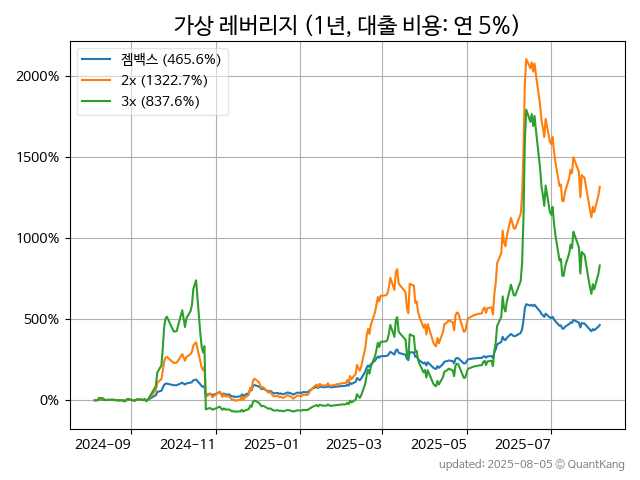 가상 레버리지 (1년, 대출 비용: 연 5%)
젬백스 (465.6%)
2x (1322.7%)
3x (837.6%)
2000%
1500%
1000%
500%
0%
2024-09
2024-11
2025-01
2025-03
2025-05
2025-07
updated: 2025-08-05 © QuantKang